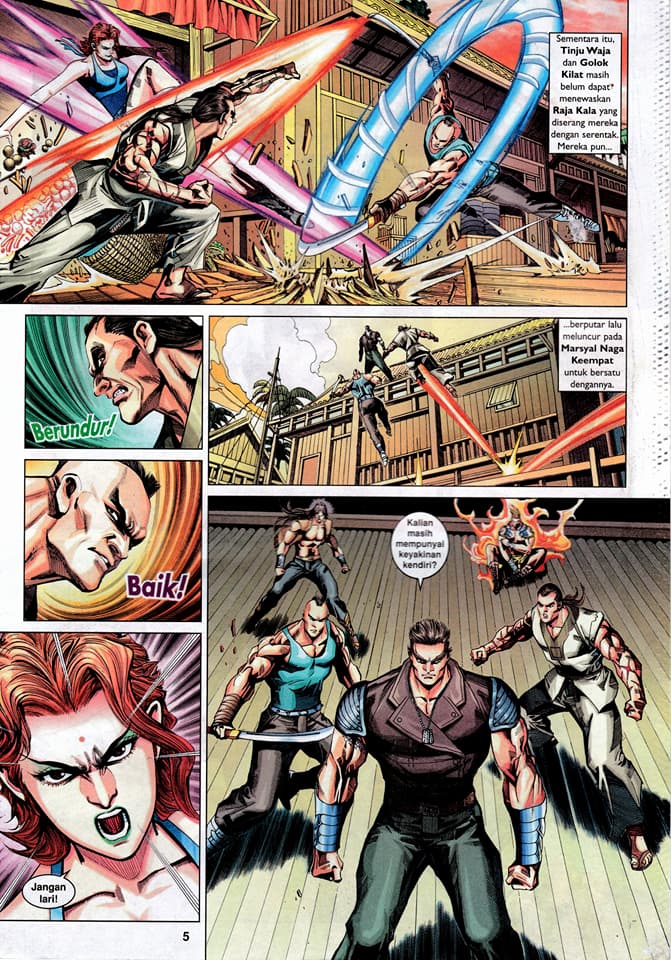 Sementara itu,
Tinju Waja
dan Golok
Kilat masih
belum dapat
menewaskan
Raja Kala yang
diserang mereka
dengan serentak.
Mereka pun...
Berundur!
...berputar lalu
meluncur pada
Marsyal Naga
Keempat
untuk bersatu
dengannya.
Baik!
Kalian
masih
mempunyai
keyakinan
kendiri?
Jangan
lari!
5